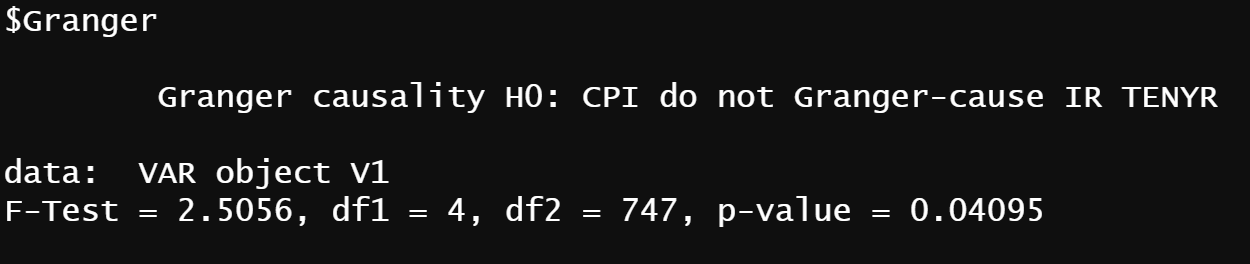 $Granger
Granger causality H0: CPI do not Granger-cause IR TENYR
data:  VAR object V1
F-Test = 2.5056, df1 = 4, df2 = 747, p-value = 0.04095